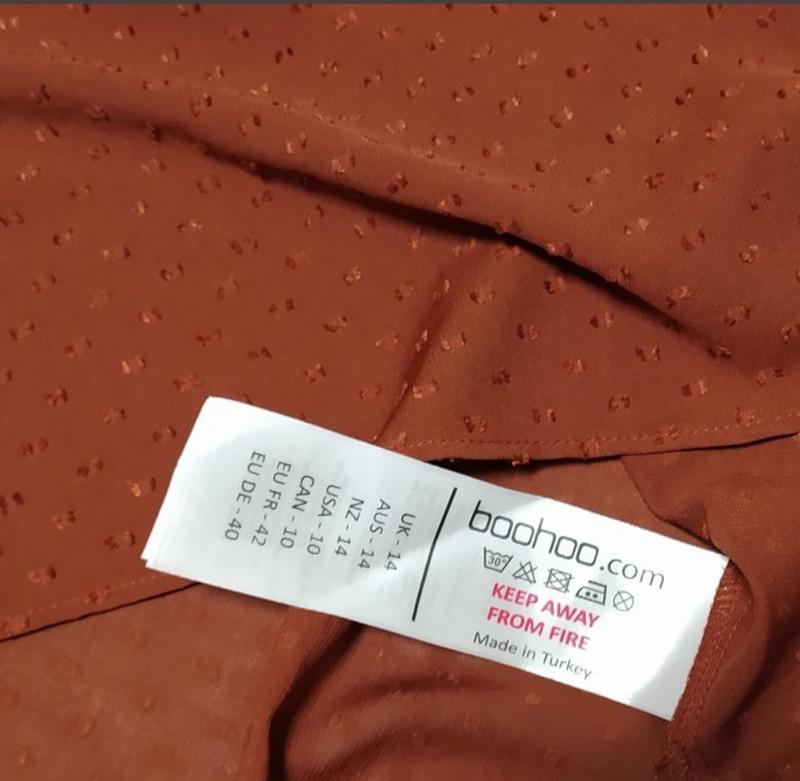 UK - 14
AUS - 14
NZ - 14
USA - 10
CAN - 10
EU FR - 42
EU DE - 40
boohoo.com
30°
KEEP AWAY
FROM FIRE
Made in Turkey